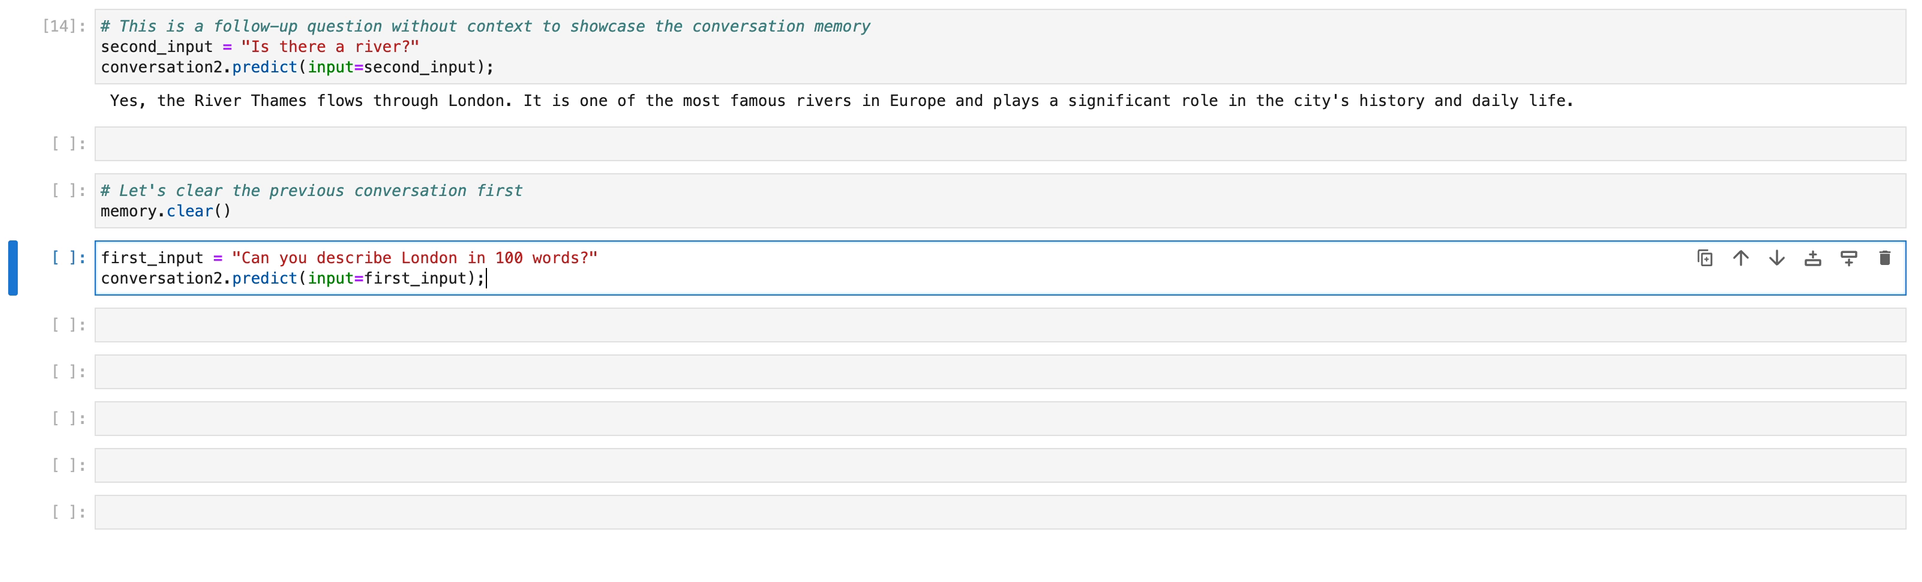 [14]: # This is a follow-up question without context to showcase the conversation memory
second_input = "Is there a river?"
conversation2.predict(input=second_input);
Yes, the River Thames flows through London. It is one of the most famous rivers in Europe and plays a significant role in the city's history and daily life.
[ ]:
[ ]: # Let's clear the previous conversation first
memory.clear()
[ ]: first_input = "Can you describe London in 100 words?"
conversation2.predict(input=first_input);
[ ]:
[ ]:
[ ]:
[ ]:
[ ]: